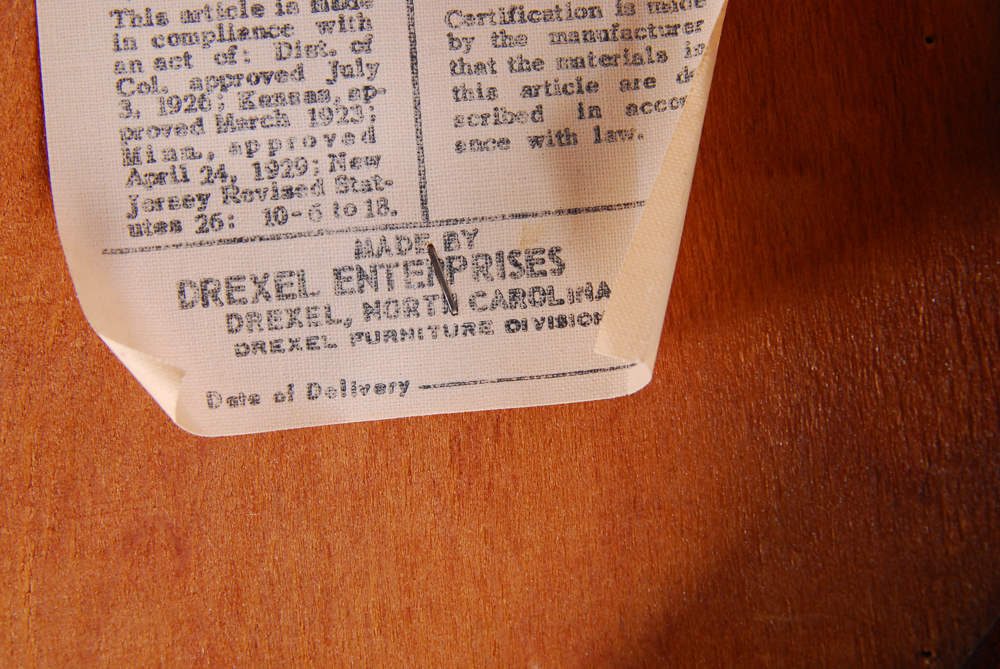 This article is made
in compliance with
an act of: Dist. of
Col. approved July
3, 1926; Kansas, ap-
proved March 1923;
Minn., approved
April 24, 1929; New
Jersey Revised Stat-
utes 26: 10-6 to 18.
Certification is made
by the manufacturer
that the materials in
this article are de
scribed in accor
ance with law.
MADE BY
DREXEL ENTERPRISES
DREXEL, NORTH CAROLINA
DREXEL FURNITURE DIVISION
Date of Delivery